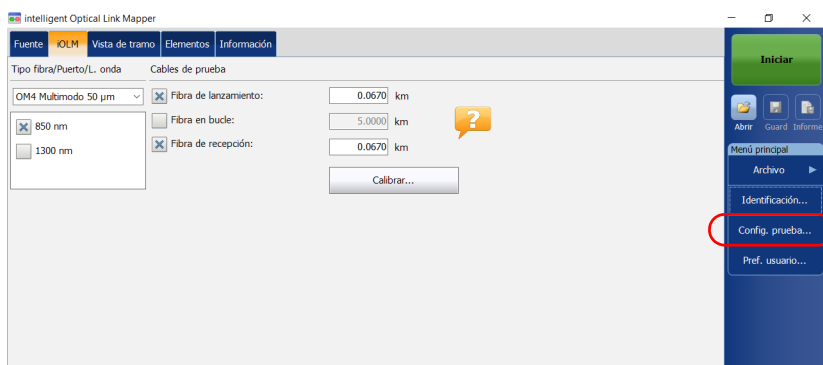 intelligent Optical Link Mapper
Fuente iOLM Vista de tramo Elementos Información
Tipo fibra/Puerto/L. onda Cables de prueba
OM4 Multimodo 50 µm
850 nm
1300 nm
Fibra de lanzamiento: 0.0670 km
Fibra en bucle: 5.0000 km
Fibra de recepción: 0.0670 km
?
Calibrar...
Iniciar
Abrir Guard Informe
Menú principal
Archivo
Identificación...
Config. prueba...
Pref. usuario...